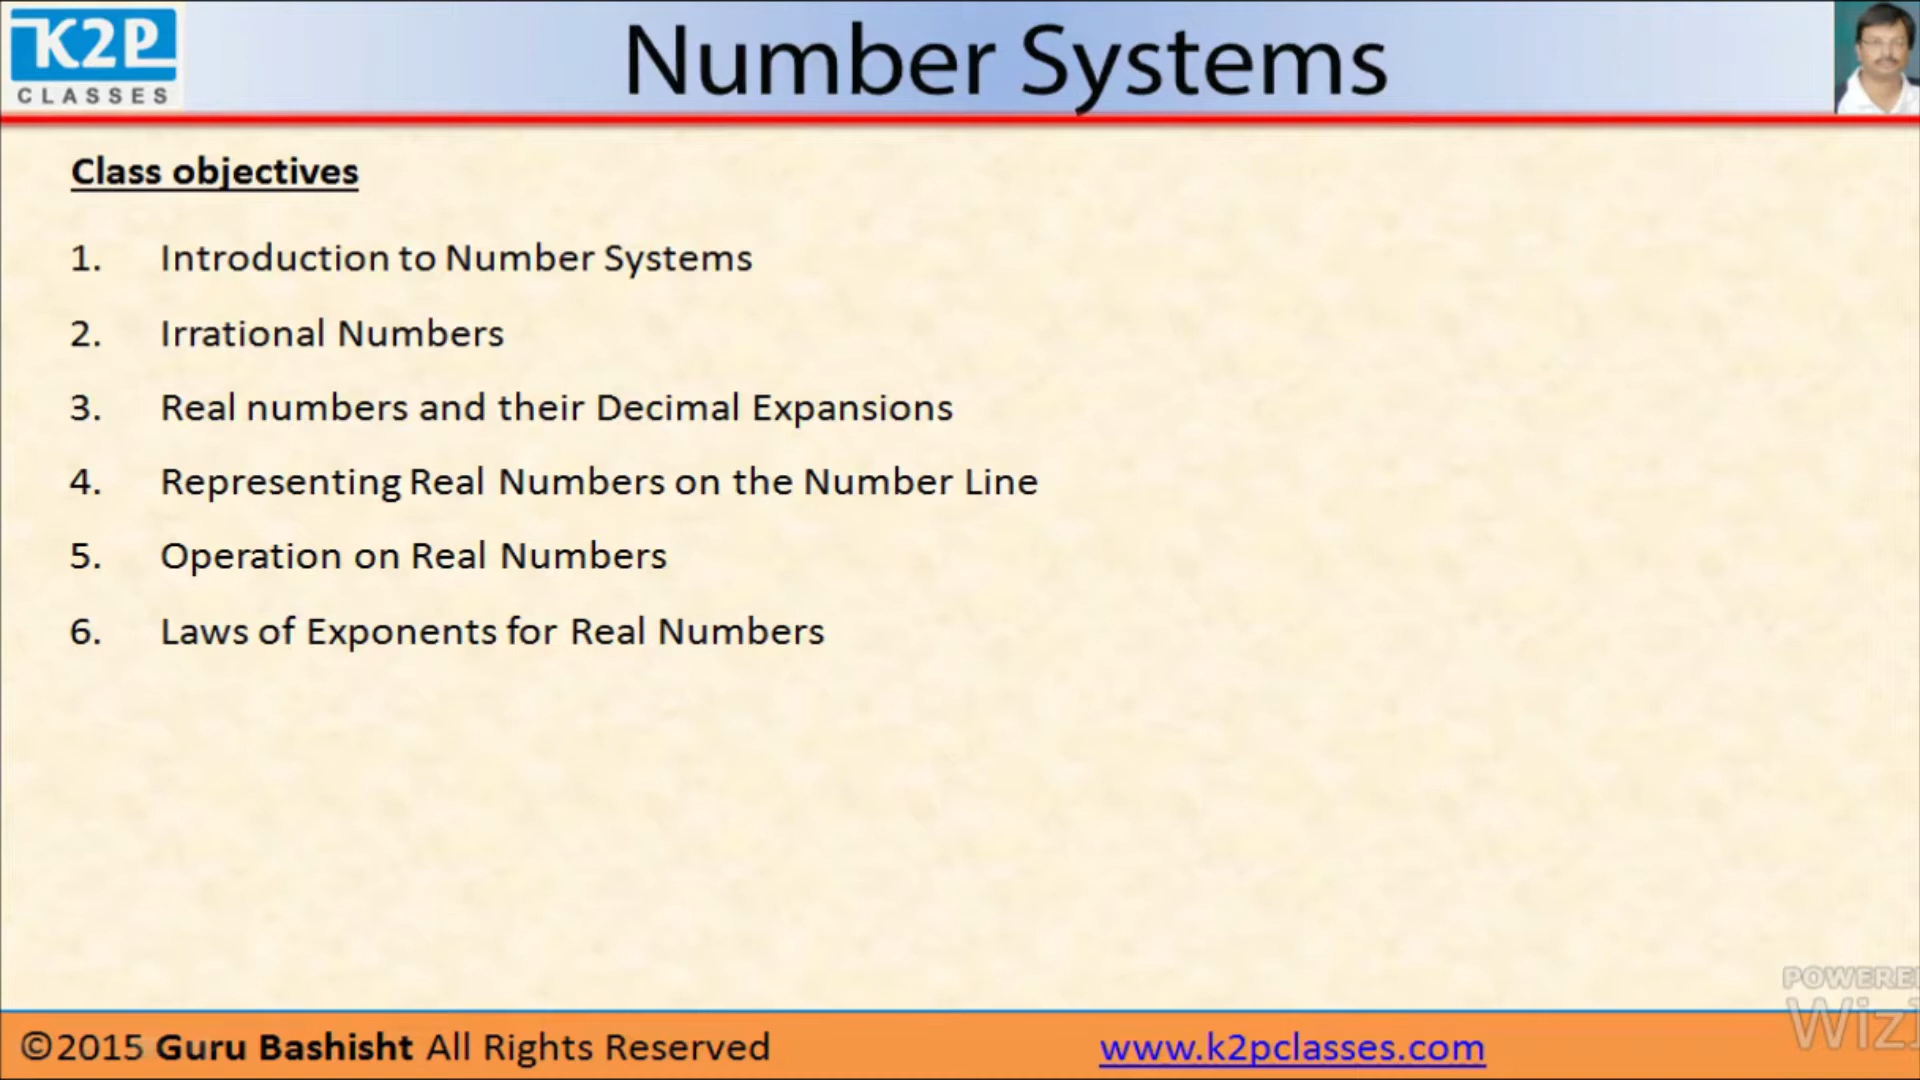 K2P
CLASSES
Number Systems
Class objectives
1. Introduction to Number Systems
2. Irrational Numbers
3. Real numbers and their Decimal Expansions
4. Representing Real Numbers on the Number Line
5. Operation on Real Numbers
6. Laws of Exponents for Real Numbers
©2015 Guru Bashisht All Rights Reserved
www.k2pclasses.com